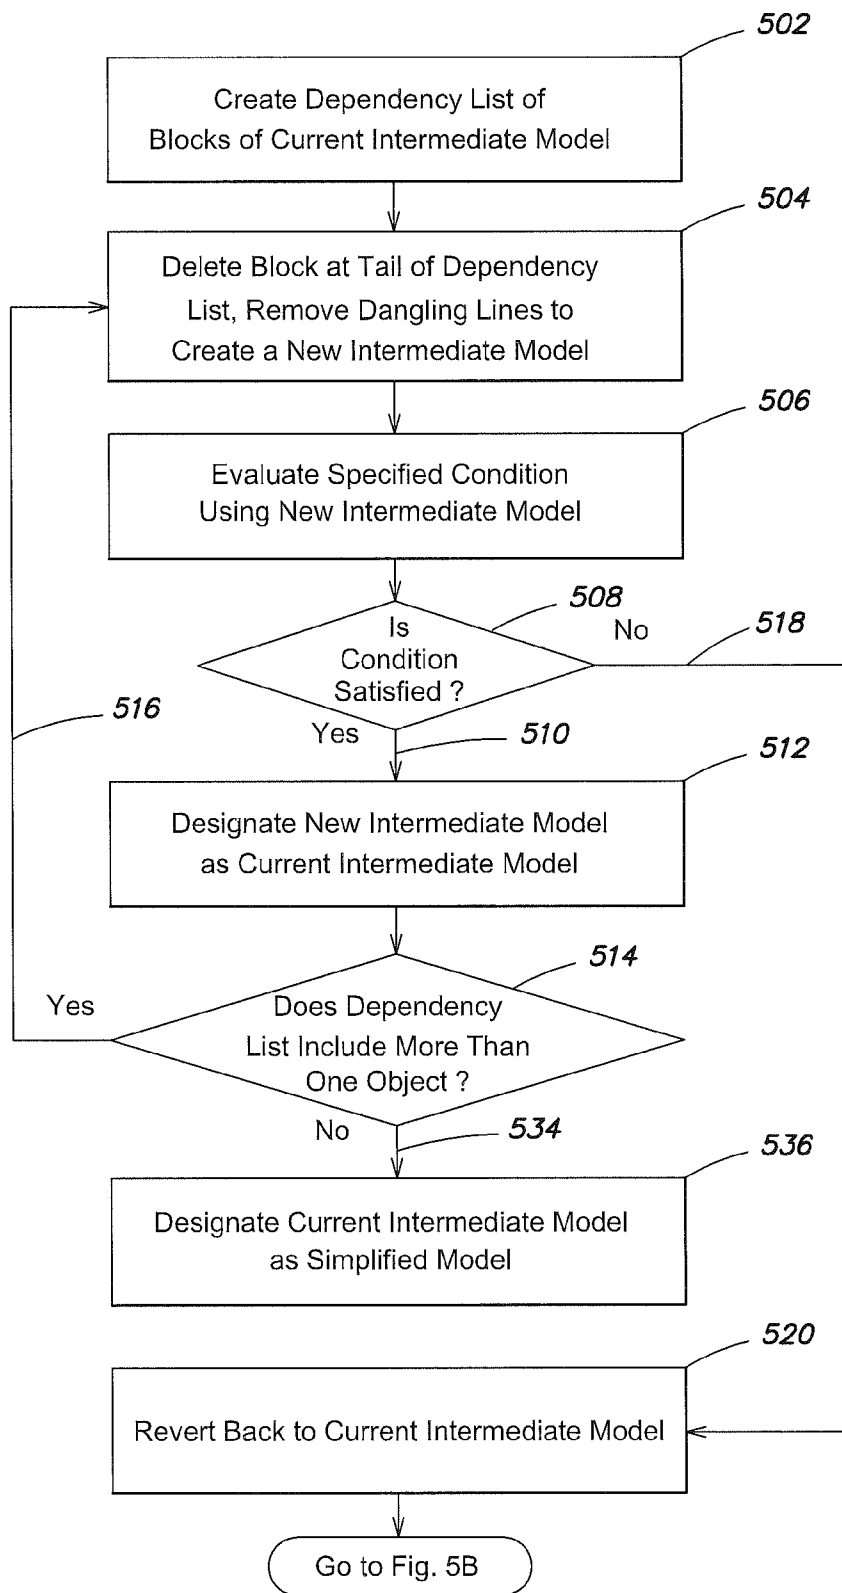 502
Create Dependency List of
Blocks of Current Intermediate Model
504
Delete Block at Tail of Dependency
List, Remove Dangling Lines to
Create a New Intermediate Model
506
Evaluate Specified Condition
Using New Intermediate Model
508
Is
Condition
Satisfied ?
No
518
516
Yes
510
512
Designate New Intermediate Model
as Current Intermediate Model
514
Yes
Does Dependency
List Include More Than
One Object ?
No
534
536
Designate Current Intermediate Model
as Simplified Model
520
Revert Back to Current Intermediate Model
Go to Fig. 5B